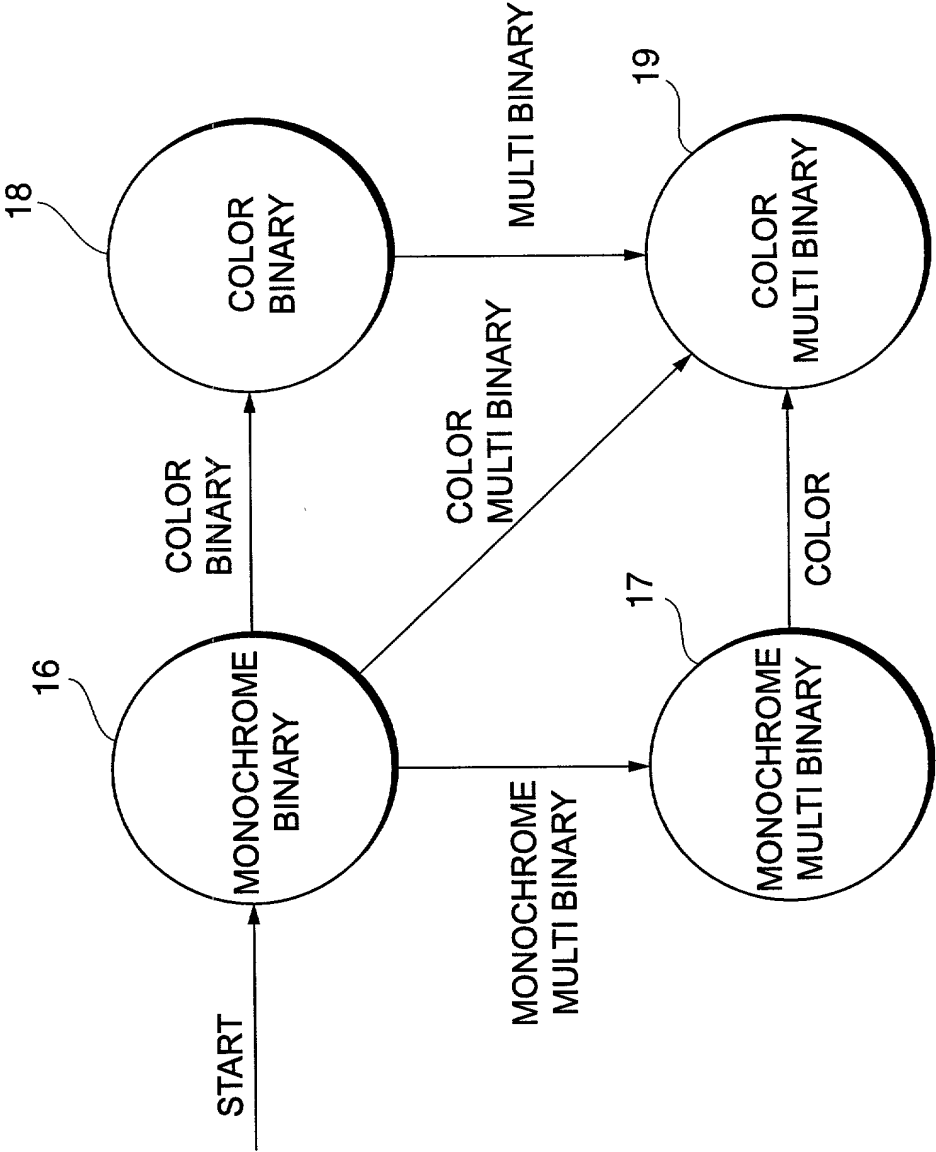 18
16
COLOR
BINARY
START
MONOCHROME
BINARY
COLOR
BINARY
COLOR
MULTI BINARY
MONOCHROME
MULTI BINARY
MULTI BINARY
17
19
MONOCHROME
MULTI BINARY
COLOR
COLOR
MULTI BINARY